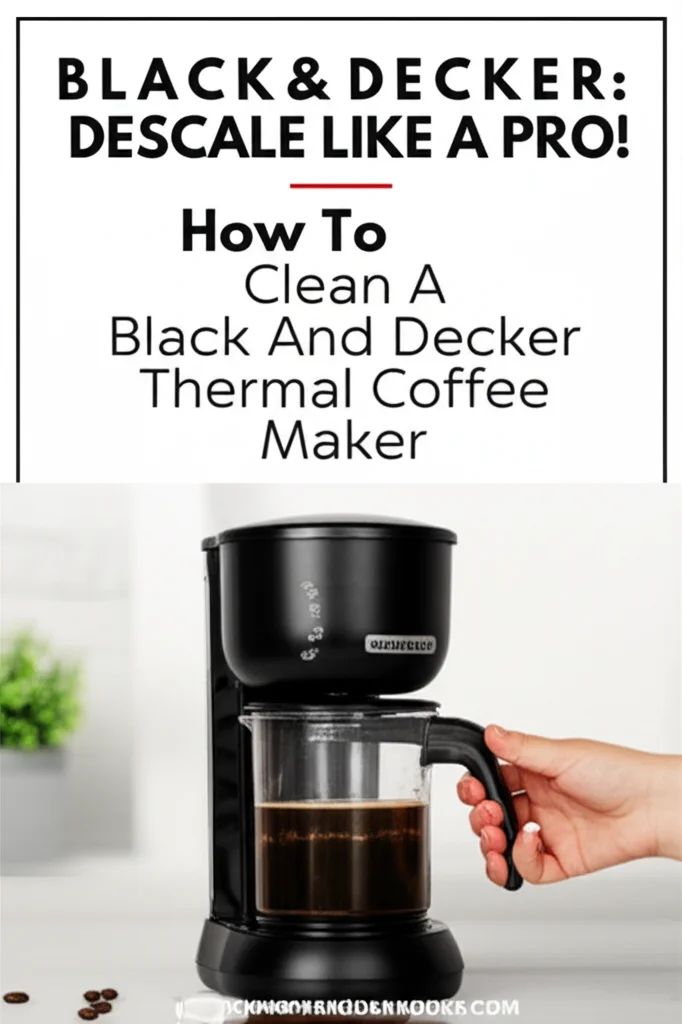 BLACK & DECKER:
DESCALE LIKE A PRO!
How To
Clean A
Black And Decker
Thermal Coffee
Maker